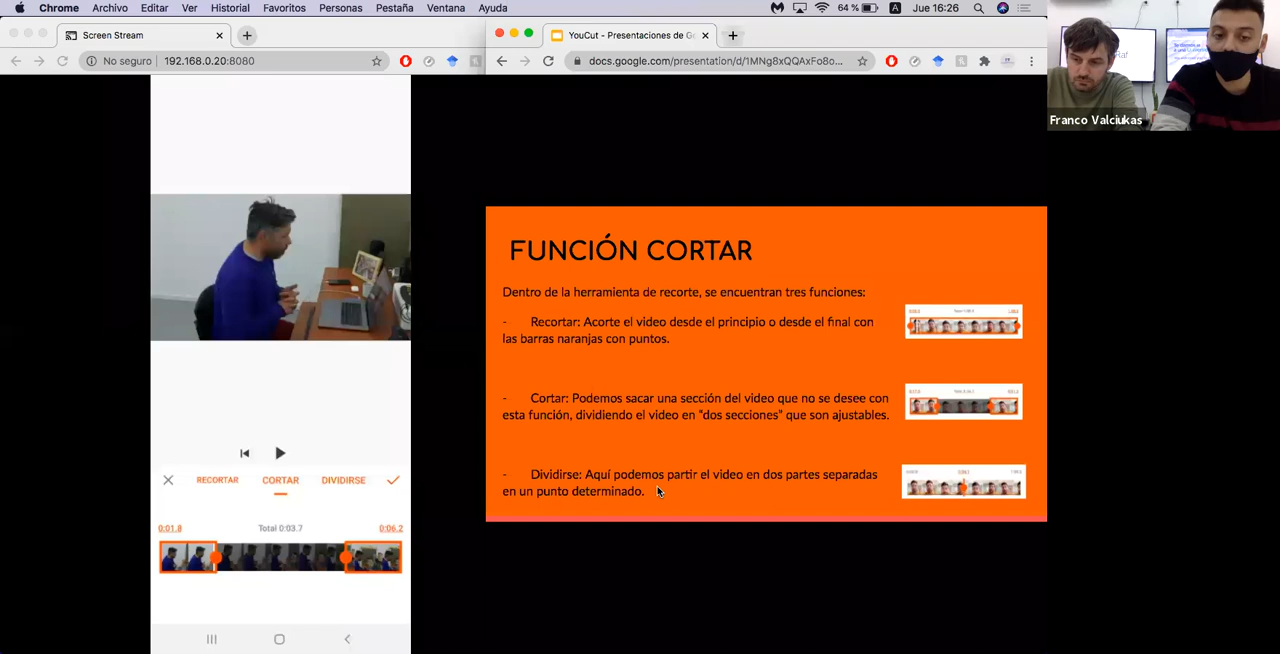 Chrome Archivo Editar Ver Historial Favoritos Personas Pestaña Ventana Ayuda 64 % A Jue 16:26
Screen Stream
YouCut - Presentaciones de G
No seguro 192.168.0.20:8080
docs.google.com/presentation/d/1MNg8xQQAxFo8o...
Franco Valciukas
FUNCIÓN CORTAR
Dentro de la herramienta de recorte, se encuentran tres funciones:
- Recortar: Acorte el video desde el principio o desde el final con
las barras naranjas con puntos.
- Cortar: Podemos sacar una sección del video que no se desee con
esta función, dividiendo el video en "dos secciones" que son ajustables.
- Dividirse: Aquí podemos partir el video en dos partes separadas
en un punto determinado.
RECORTAR CORTAR DIVIDIRSE
0:01.8 Total 0:03.7 0:06.2